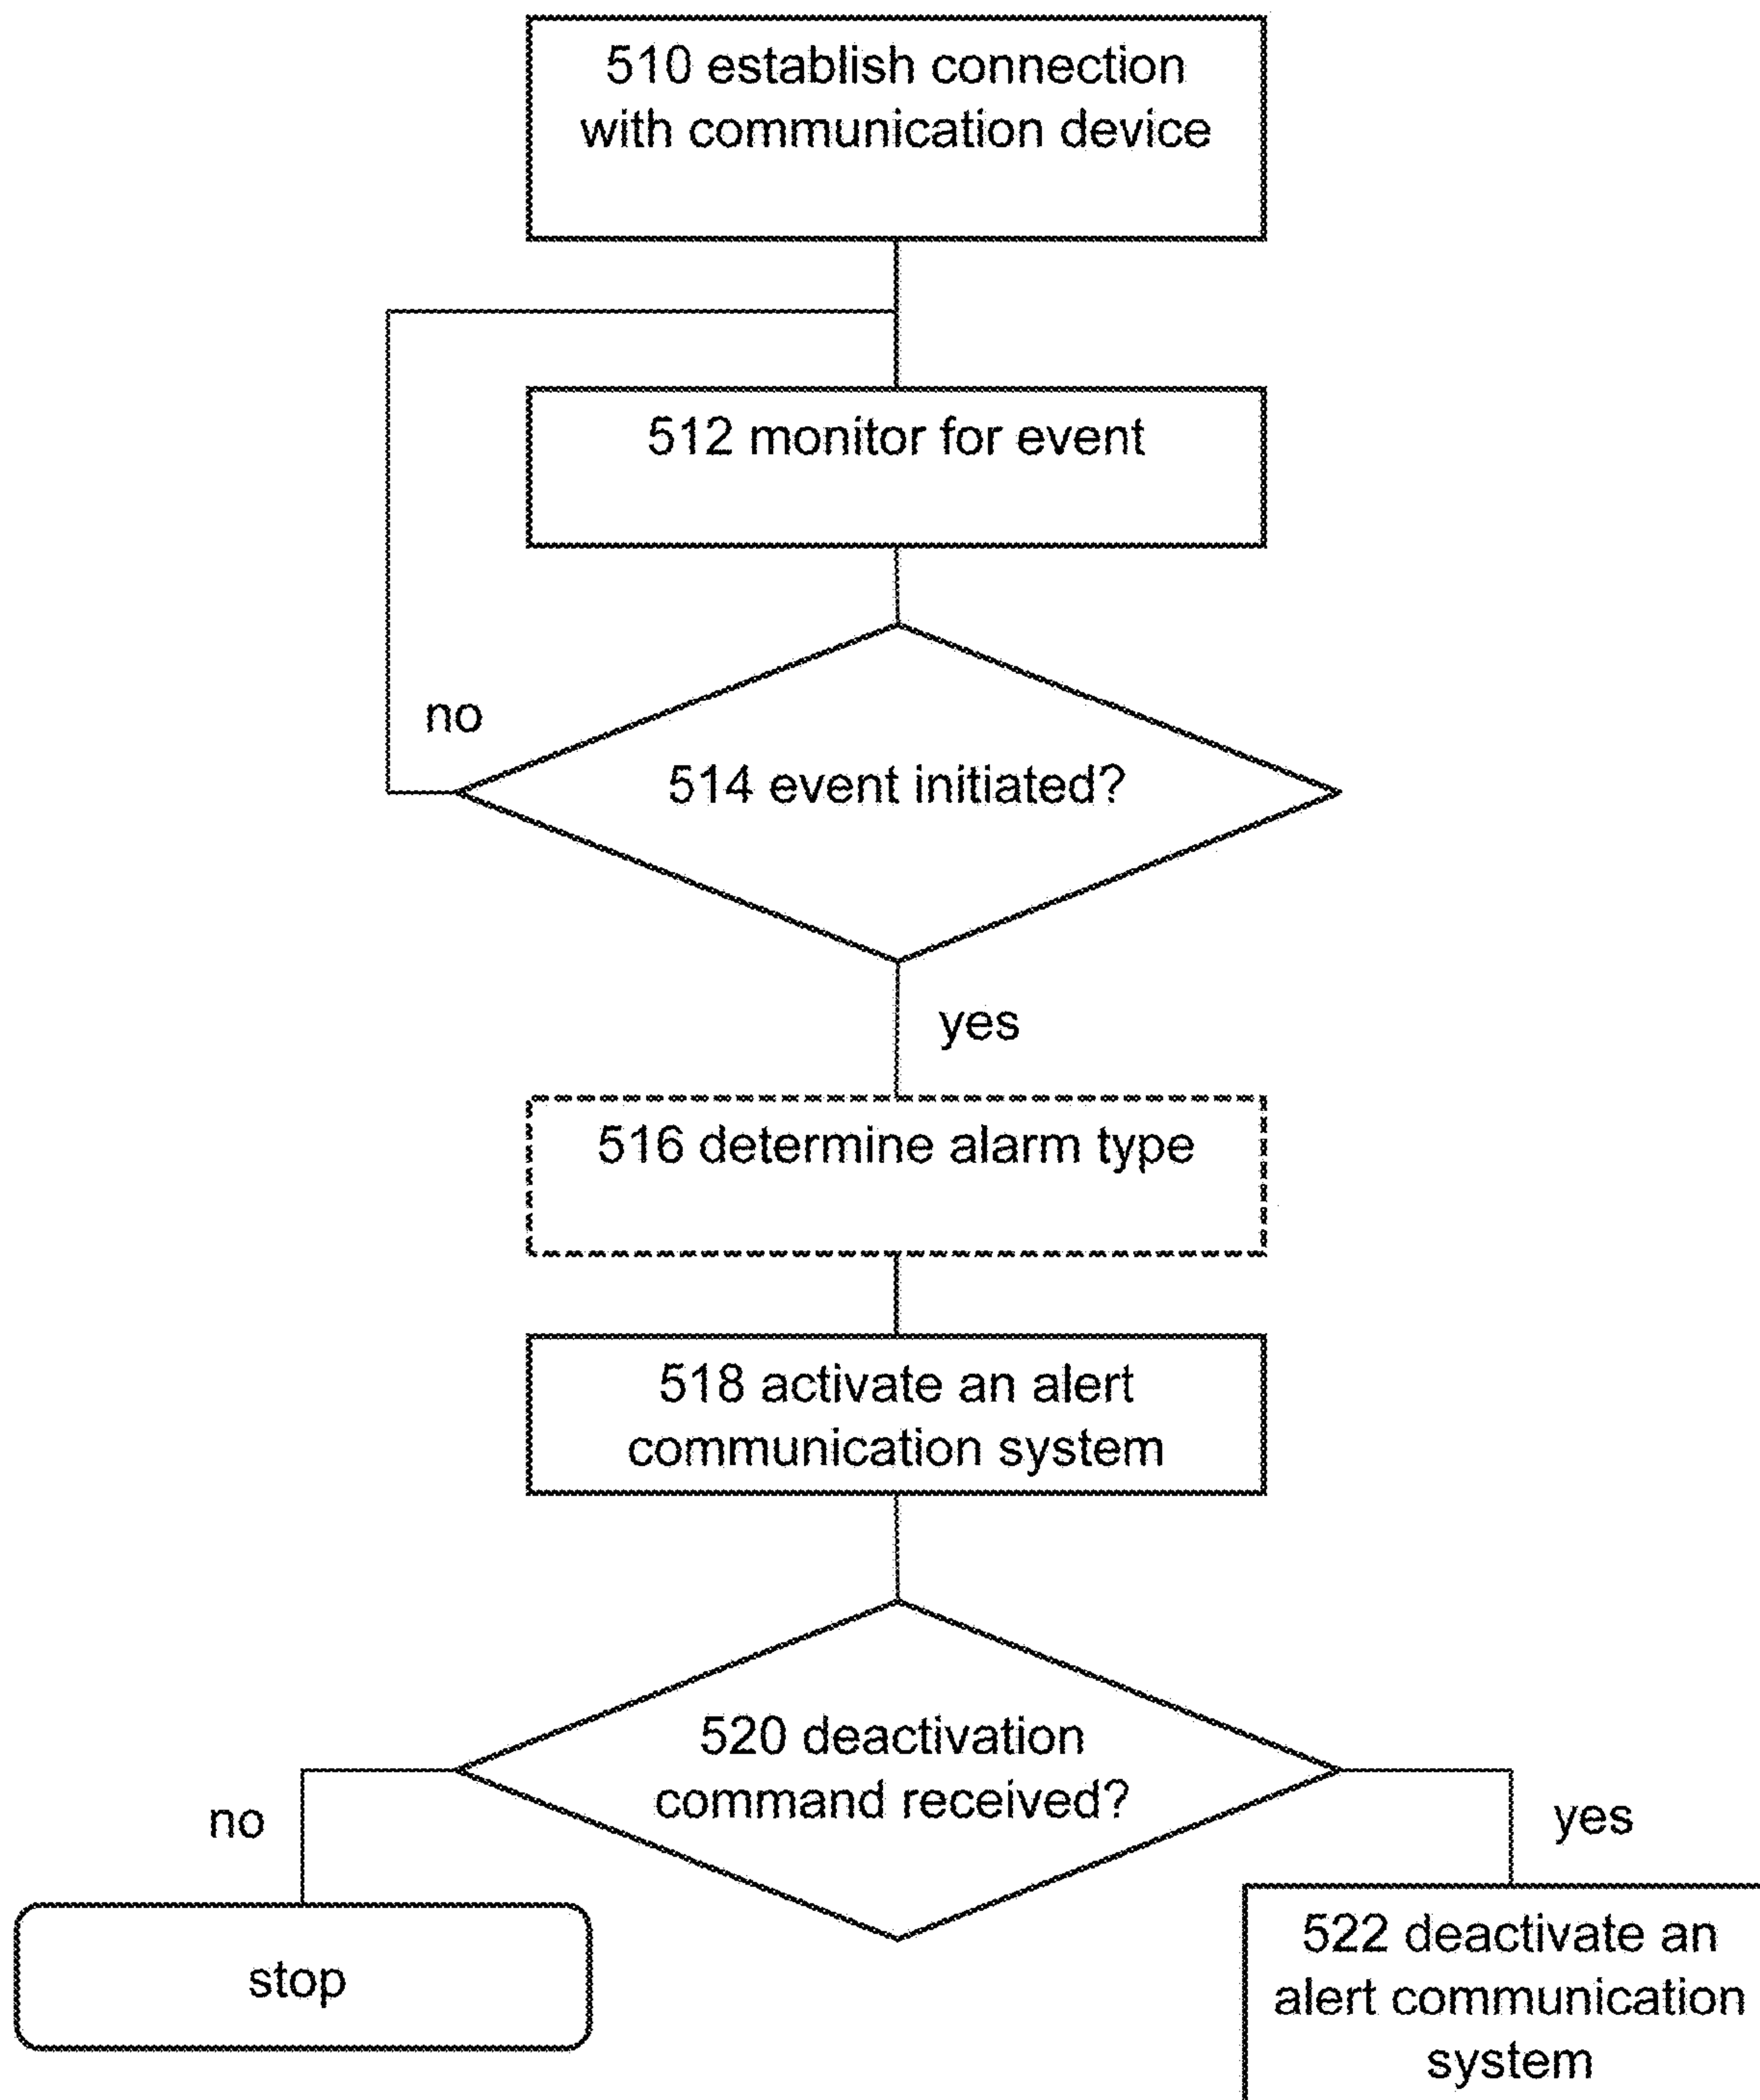 510 establish connection
with communication device
512 monitor for event
no
514 event initiated?
yes
516 determine alarm type
518 activate an alert
communication system
520 deactivation
command received?
no
yes
stop
522 deactivate an
alert communication
system